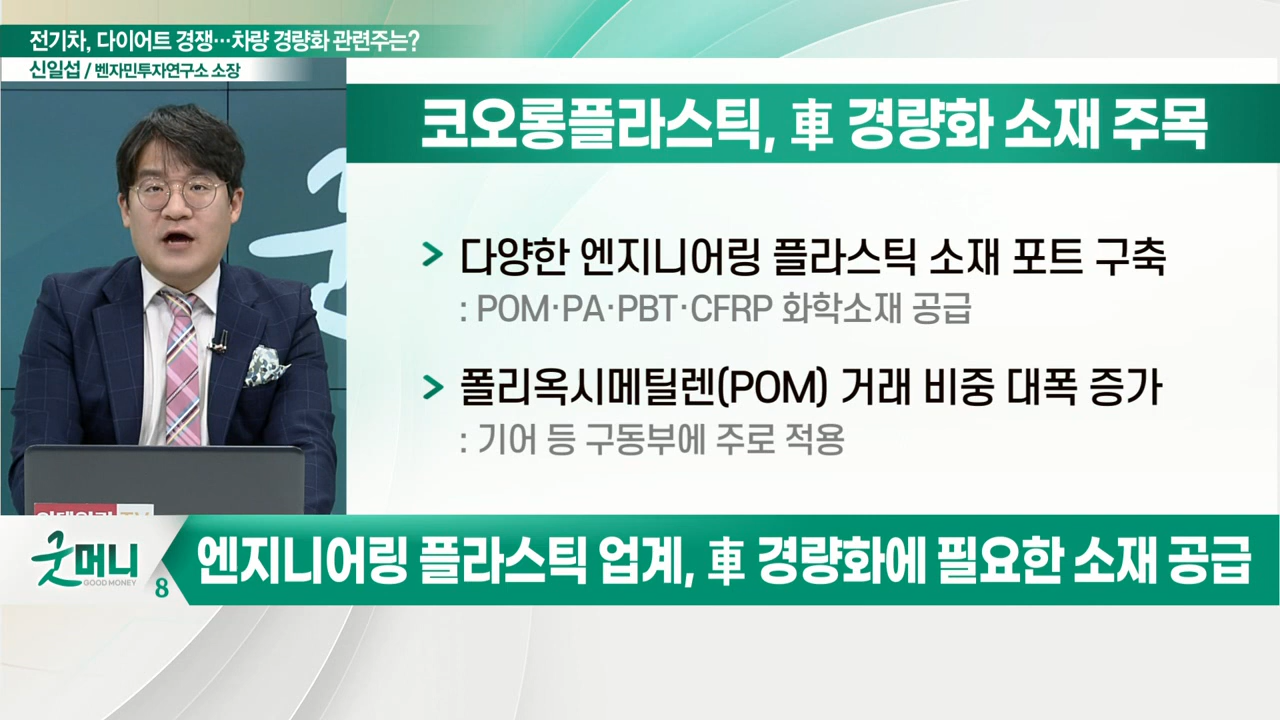 전기차, 다이어트 경쟁…차량 경량화 관련주는?
신일섭 / 벤자민투자연구소 소장
코오롱플라스틱, 車 경량화 소재 주목
> 다양한 엔지니어링 플라스틱 소재 포트 구축
: POM·PA·PBT·CFRP 화학소재 공급
> 폴리옥시메틸렌(POM) 거래 비중 대폭 증가
: 기어 등 구동부에 주로 적용
굿머니
GOOD MONEY
8
엔지니어링 플라스틱 업계, 車 경량화에 필요한 소재 공급